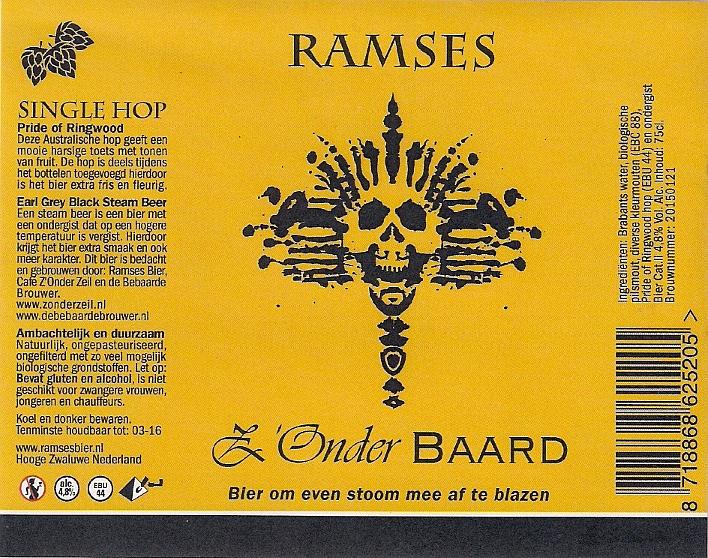 RAMSES
SINGLE HOP
Pride of Ringwood
Deze Australische hop geeft een
mooie harsige toets met tonen
van fruit. De hop is deels tijdens
het bottelen toegevoegd hierdoor
is het bier extra fris en fleurig.
Earl Grey Black Steam Beer
Een steam beer is een bier met
een ondergist dat op een hogere
temperatuur is vergist. Hierdoor
krijgt het bier extra smaak en ook
meer karakter. Dit bier is bedacht
en gebrouwen door: Ramses Bier,
Café Z'Onder Zeil en de Bebaarde
Brouwer.
www.zonderzeil.nl
www.debebaardebrouwer.nl
Ambachtelijk en duurzaam
Natuurlijk, ongepasteuriseerd,
ongefilterd met zo veel mogelijk
biologische grondstoffen. Let op:
Bevat gluten en alcohol, is niet
geschikt voor zwangere vrouwen,
jongeren en chauffeurs.
Koel en donker bewaren.
Tenminste houdbaar tot: 03-16
www.ramsesbier.nl
Hooge Zwaluwe Nederland
alc.
4,8%
EBU
44
Z'Onder BAARD
Bier om even stoom mee af te blazen
Ingrediënten: Brabants water, biologische
pilsmout, diverse kleurmouten (EBC 88),
Pride of Ringwood hop (EBU 44) en ondergist
Bier Cat.II 4,8% Vol. Alc. Inhoud: 75cl.
Brouwnummer: 20150121
8 718868 625205 >